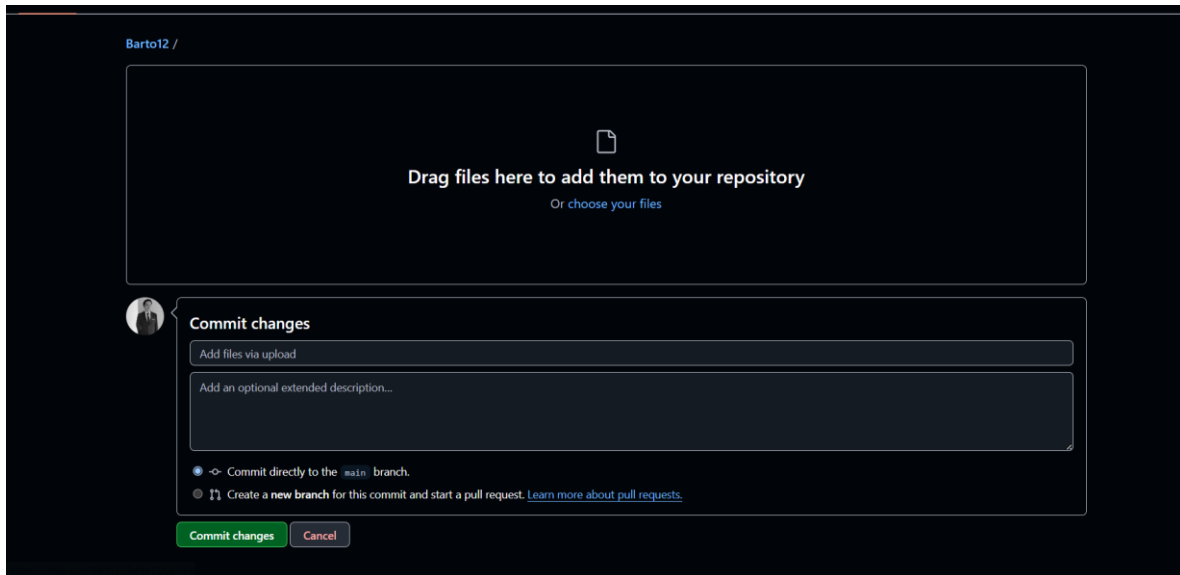 Barto12 /
Drag files here to add them to your repository
Or choose your files
Commit changes
Add files via upload
Add an optional extended description...
Commit directly to the main branch.
Create a new branch for this commit and start a pull request. Learn more about pull requests.
Commit changes Cancel